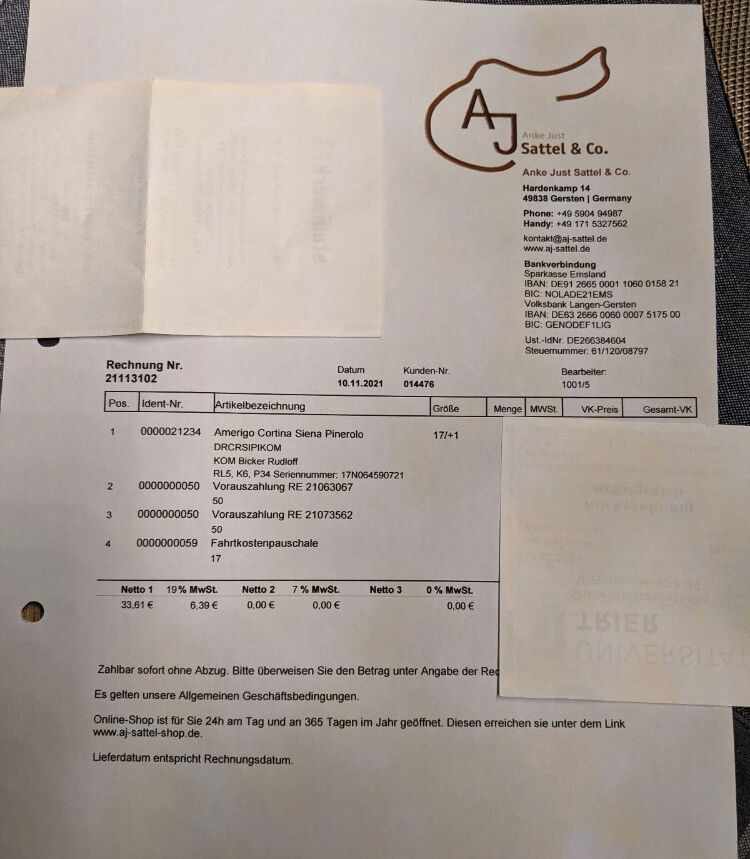 AJ
Anke Just
Sattel & Co.
Anke Just Sattel & Co.
Hardenkamp 14
49838 Gersten | Germany
Phone: +49 5904 94987
Handy: +49 171 5327562
kontakt@aj-sattel.de
www.aj-sattel.de
Bankverbindung
Sparkasse Emsland
IBAN: DE91 2665 0001 1060 0158 21
BIC: NOLADE21EMS
Volksbank Langen-Gersten
IBAN: DE63 2666 0060 0007 5175 00
BIC: GENODEF1LIG
Ust.-IdNr. DE266384604
Steuernummer: 61/120/08797
Rechnung Nr. Datum Kunden-Nr. Bearbeiter:
21113102 10.11.2021 014476 1001/5
Pos. Ident-Nr. Artikelbezeichnung Größe Menge MWSt. VK-Preis Gesamt-VK
1 0000021234 Amerigo Cortina Siena Pinerolo 17/+1
DRCRSIPIKOM
KOM Bicker Rudloff
RL5, K6, P34 Seriennummer: 17N064590721
2 0000000050 Vorauszahlung RE 21063067
50
3 0000000050 Vorauszahlung RE 21073562
50
4 0000000059 Fahrtkostenpauschale
17
Netto 1 19% MwSt. Netto 2 7 % MwSt. Netto 3 0 % MwSt.
33,61 € 6,39 € 0,00 € 0,00 € 0,00 €
Zahlbar sofort ohne Abzug. Bitte überweisen Sie den Betrag unter Angabe der Rec
Es gelten unsere Allgemeinen Geschäftsbedingungen.
Online-Shop ist für Sie 24h am Tag und an 365 Tagen im Jahr geöffnet. Diesen erreichen sie unter dem Link
www.aj-sattel-shop.de.
Lieferdatum entspricht Rechnungsdatum.
Rückmeldung
erfolgreich
TRIER
UNIVERSITÄ